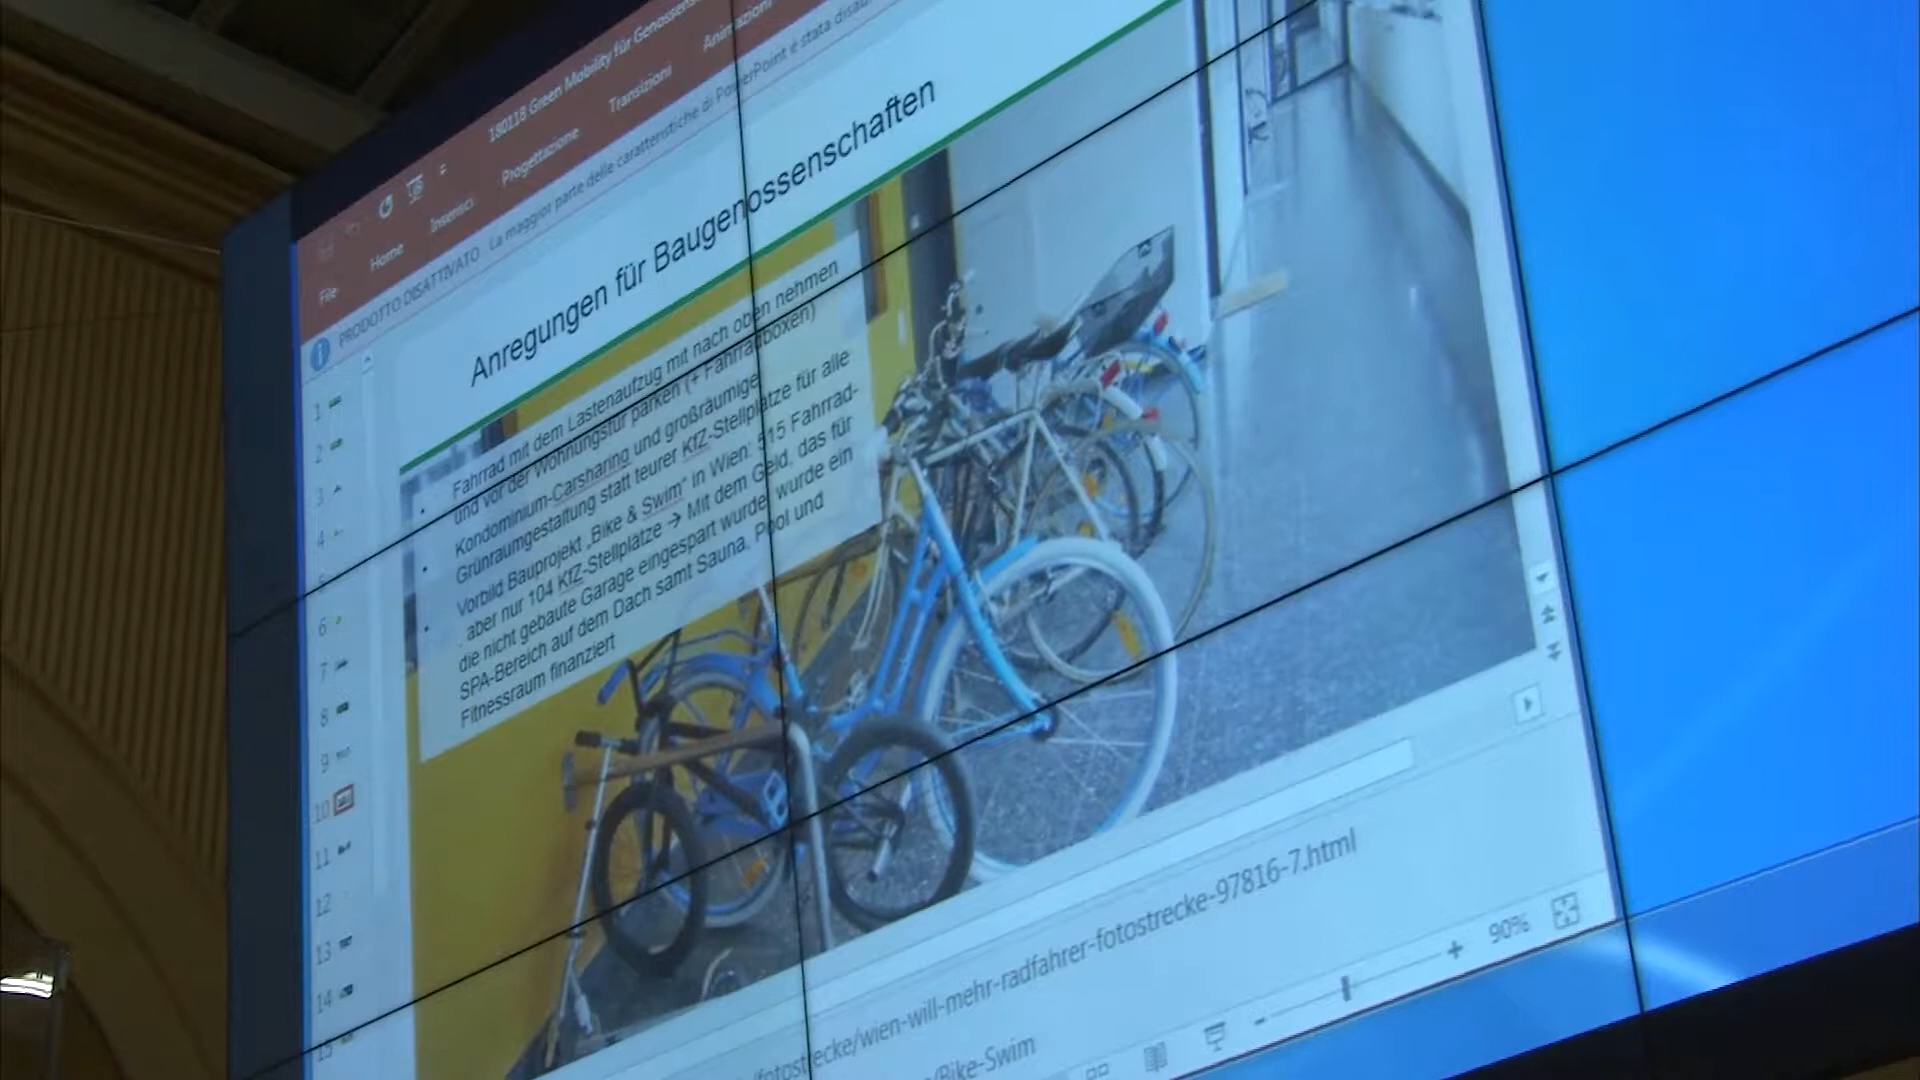 180118 Green Mobility für Genossens
File Home Inserisci Progettazione Transizioni Animazioni
PRODOTTO DISATTIVATO La maggior parte delle caratteristiche di PowerPoint è stata disat
Anregungen für Baugenossenschaften
Fahrrad mit dem Lastenaufzug mit nach oben nehmen
und vor der Wohnungstür parken (+ Fahrradboxen)
Kondominium-Carsharing und großräumige
Grünraumgestaltung statt teurer KfZ-Stellplätze für alle
Vorbild Bauprojekt „Bike & Swim“ in Wien: 515 Fahrrad-
, aber nur 104 KfZ-Stellplätze → Mit dem Geld, das für
die nicht gebaute Garage eingespart wurde, wurde ein
SPA-Bereich auf dem Dach samt Sauna, Pool und
Fitnessraum finanziert
1
2
3
4
5
6
7
8
9
10
11
12
13
14
15
/fotostrecke/wien-will-mehr-radfahrer-fotostrecke-97816-7.html
/Bike-Swim
90%